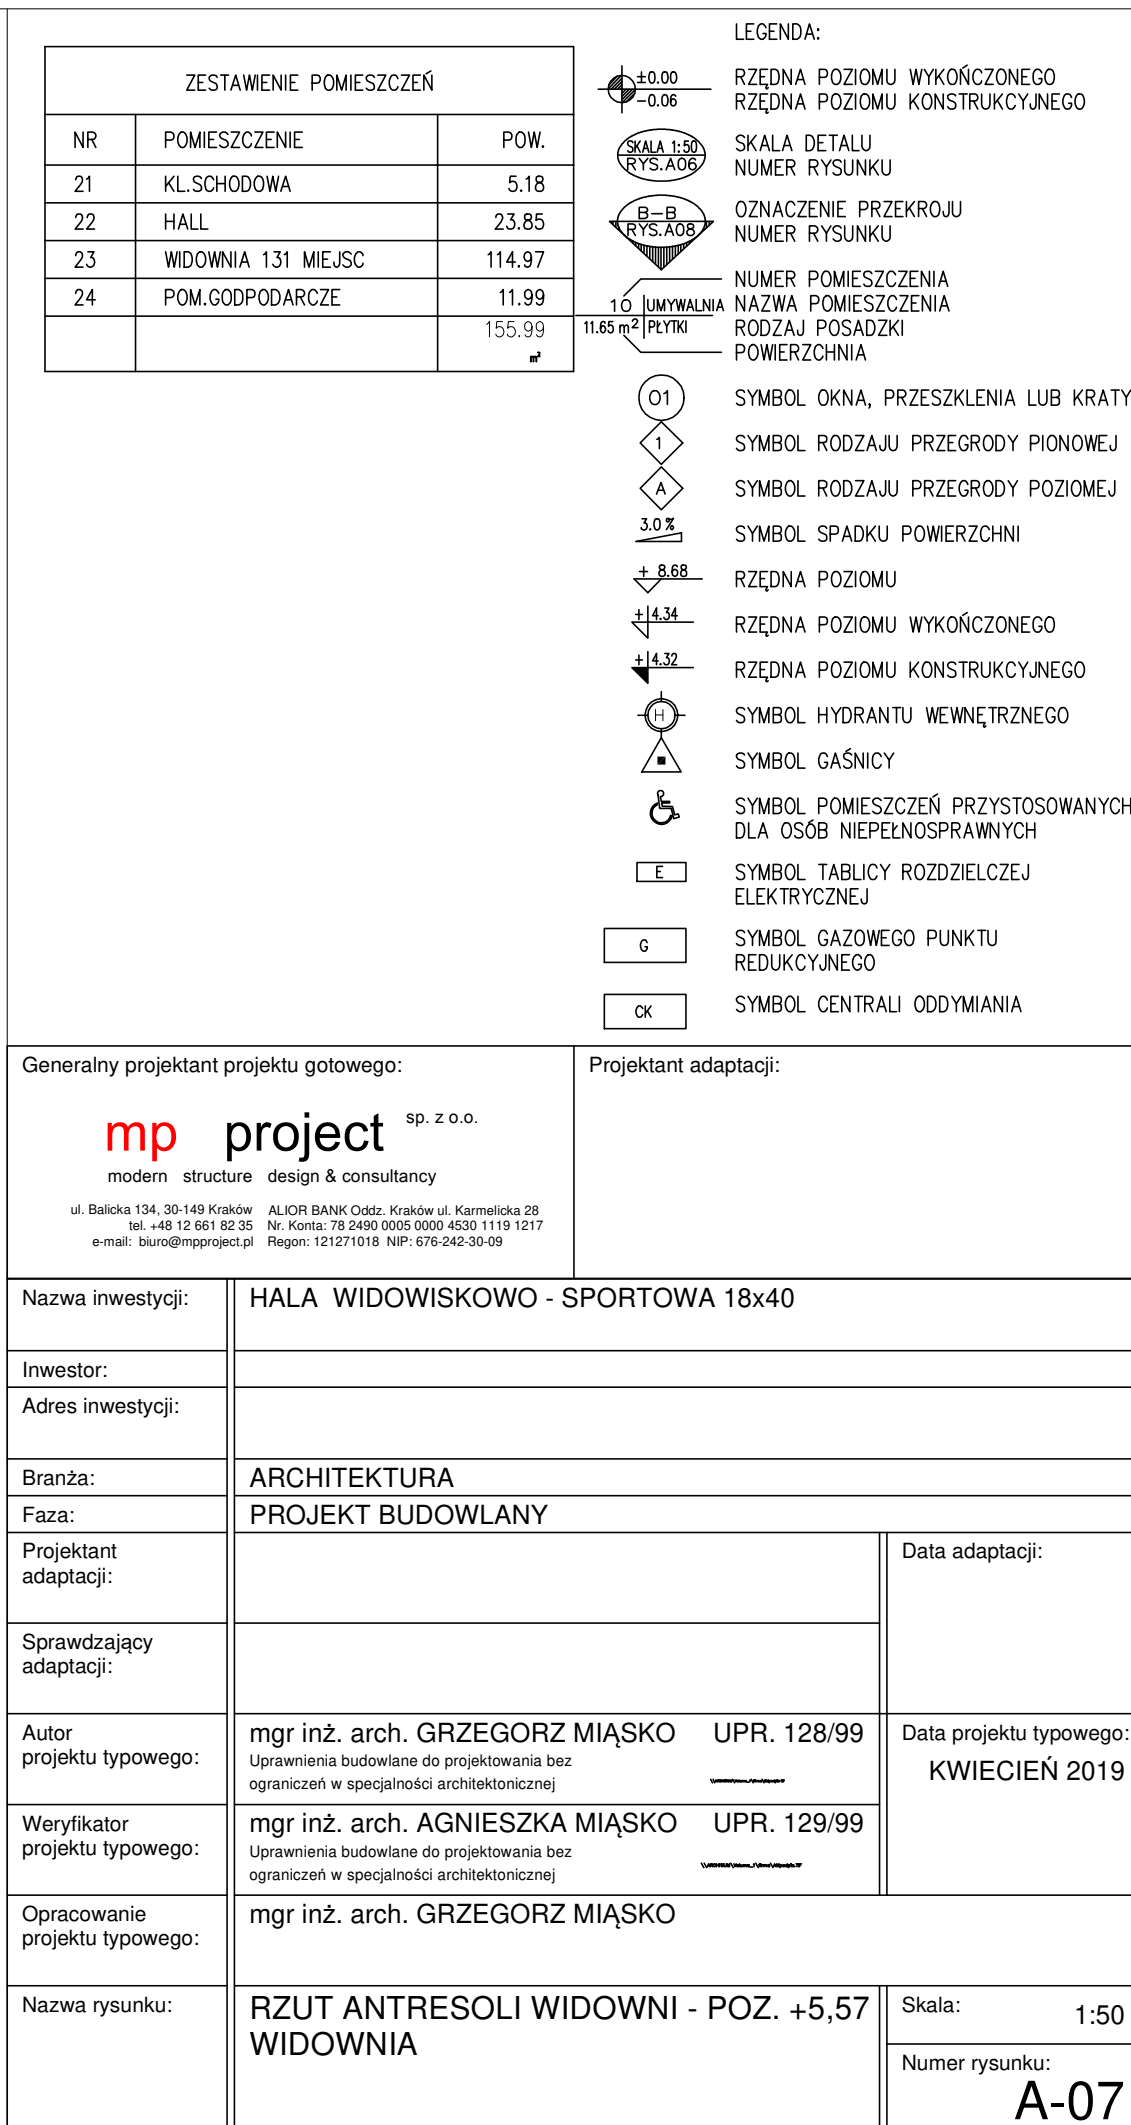 ZESTAWIENIE POMIESZCZEŃ
NR POMIESZCZENIE POW.
21 KL.SCHODOWA 5.18
22 HALL 23.85
23 WIDOWNIA 131 MIEJSC 114.97
24 POM.GODPODARCZE 11.99
155.99
m²
LEGENDA:
±0.00 RZĘDNA POZIOMU WYKOŃCZONEGO
-0.06 RZĘDNA POZIOMU KONSTRUKCYJNEGO
SKALA 1:50 SKALA DETALU
RYS.A06 NUMER RYSUNKU
B-B OZNACZENIE PRZEKROJU
RYS.A08 NUMER RYSUNKU
NUMER POMIESZCZENIA
10 UMYWALNIA NAZWA POMIESZCZENIA
11.65 m² PŁYTKI RODZAJ POSADZKI
POWIERZCHNIA
O1 SYMBOL OKNA, PRZESZKLENIA LUB KRATY
1 SYMBOL RODZAJU PRZEGRODY PIONOWEJ
A SYMBOL RODZAJU PRZEGRODY POZIOMEJ
3.0 % SYMBOL SPADKU POWIERZCHNI
+ 8.68 RZĘDNA POZIOMU
+ 4.34 RZĘDNA POZIOMU WYKOŃCZONEGO
+ 4.32 RZĘDNA POZIOMU KONSTRUKCYJNEGO
H SYMBOL HYDRANTU WEWNĘTRZNEGO
SYMBOL GAŚNICY
SYMBOL POMIESZCZEŃ PRZYSTOSOWANYCH
DLA OSÓB NIEPEŁNOSPRAWNYCH
E SYMBOL TABLICY ROZDZIELCZEJ
ELEKTRYCZNEJ
G SYMBOL GAZOWEGO PUNKTU
REDUKCYJNEGO
CK SYMBOL CENTRALI ODDYMIANIA
Generalny projektant projektu gotowego:
mp project sp. z o.o.
modern structure design & consultancy
ul. Balicka 134, 30-149 Kraków ALIOR BANK Oddz. Kraków ul. Karmelicka 28
tel. +48 12 661 82 35 Nr. Konta: 78 2490 0005 0000 4530 1119 1217
e-mail: biuro@mpproject.pl Regon: 121271018 NIP: 676-242-30-09
Projektant adaptacji:
Nazwa inwestycji: HALA WIDOWISKOWO - SPORTOWA 18x40
Inwestor:
Adres inwestycji:
Branża: ARCHITEKTURA
Faza: PROJEKT BUDOWLANY
Projektant
adaptacji:
Data adaptacji:
Sprawdzający
adaptacji:
Autor
projektu typowego:
mgr inż. arch. GRZEGORZ MIĄSKO UPR. 128/99
Uprawnienia budowlane do projektowania bez
ograniczeń w specjalności architektonicznej
Data projektu typowego:
KWIECIEŃ 2019
Weryfikator
projektu typowego:
mgr inż. arch. AGNIESZKA MIĄSKO UPR. 129/99
Uprawnienia budowlane do projektowania bez
ograniczeń w specjalności architektonicznej
Opracowanie
projektu typowego:
mgr inż. arch. GRZEGORZ MIĄSKO
Nazwa rysunku:
RZUT ANTRESOLI WIDOWNI - POZ. +5,57
WIDOWNIA
Skala: 1:50
Numer rysunku:
A-07